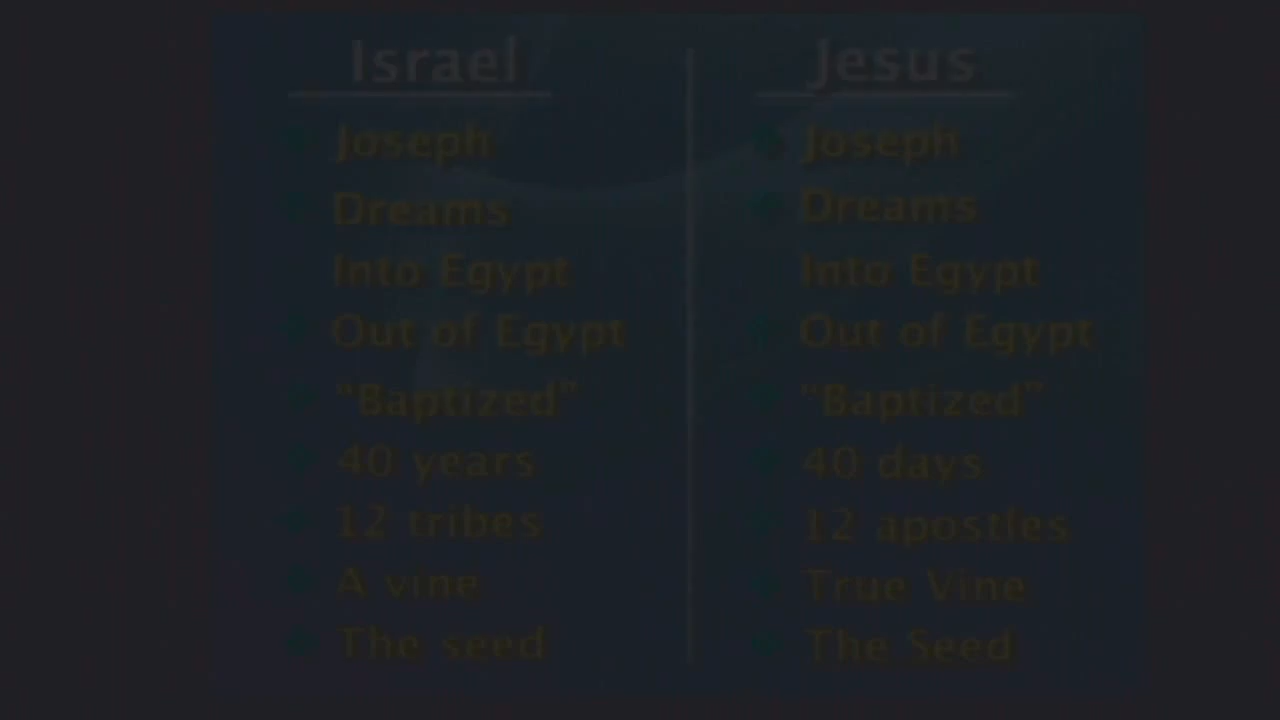 Israel
Joseph
Dreams
Into Egypt
Out of Egypt
"Baptized"
40 years
12 tribes
A vine
The seed
Jesus
Joseph
Dreams
Into Egypt
Out of Egypt
"Baptized"
40 days
12 apostles
True Vine
The Seed